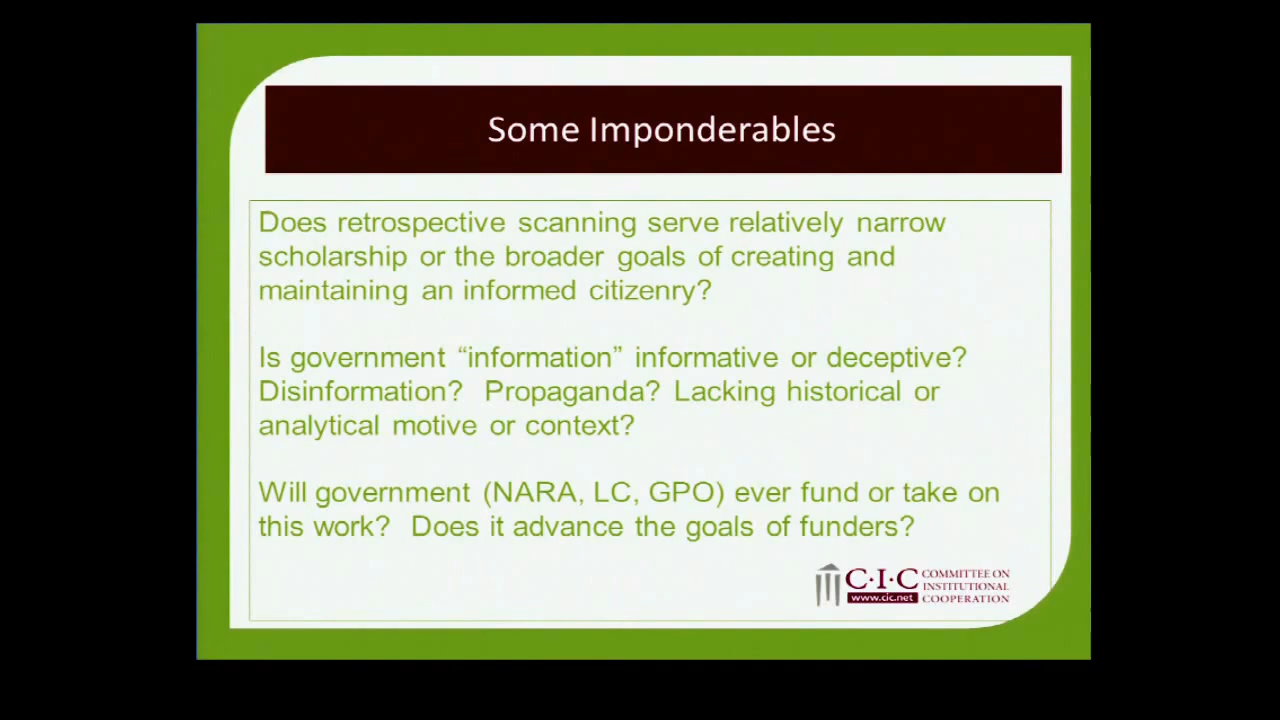 Some Imponderables
Does retrospective scanning serve relatively narrow
scholarship or the broader goals of creating and
maintaining an informed citizenry?
Is government “information” informative or deceptive?
Disinformation?  Propaganda? Lacking historical or
analytical motive or context?
Will government (NARA, LC, GPO) ever fund or take on
this work?  Does it advance the goals of funders?
C·I·C
www.cic.net
COMMITTEE ON
INSTITUTIONAL
COOPERATION